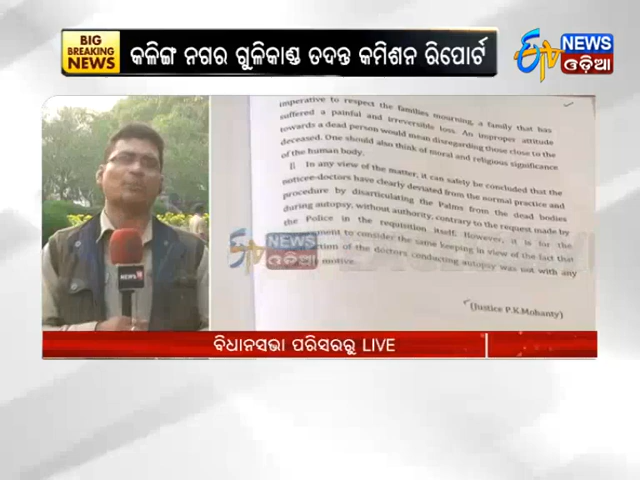 BIG
BREAKING
NEWS
କଳିଙ୍ଗ ନଗର ଗୁଳିକାଣ୍ଡ ତଦନ୍ତ କମିଶନ ରିପୋର୍ଟ
ETV NEWS
ଓଡ଼ିଆ
imperative to respect the families mourning, a family that has
suffered a painful and irreversible loss. An improper attitude
towards a dead person would mean disregarding those close to the
deceased. One should also think of moral and religious significance
of the human body.
In any view of the matter, it can safely be concluded that the
noticee-doctors have clearly deviated from the normal practice and
procedure by disarticulating the Palms from the dead bodies
during autopsy, without authority, contrary to the request made by
the Police in the requisition itself. However, it is for the
to consider the same keeping in view of the fact that
of the doctors conducting autopsy was not with any
motive.
(Justice P.K.Mohanty)
NEWS
ETV NEWS
ଓଡ଼ିଆ
ବିଧାନସଭା ପରିସରରୁ LIVE